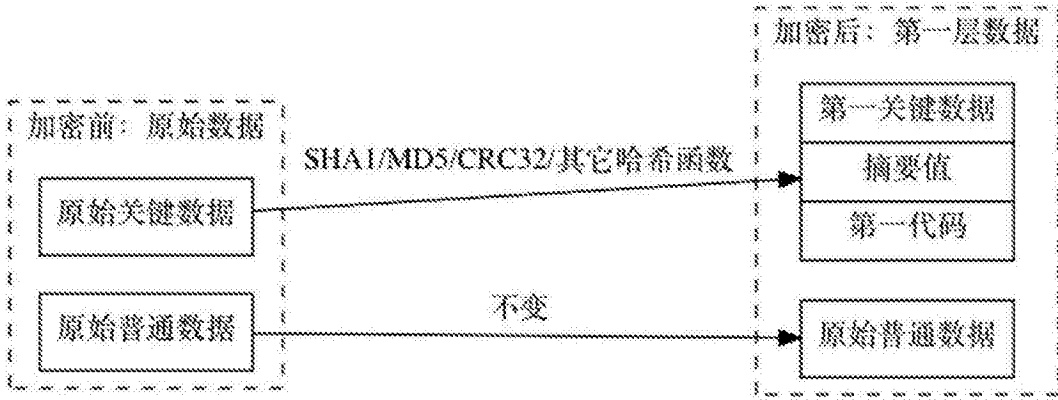 加密前：原始数据
原始关键数据
原始普通数据
SHA1/MD5/CRC32/其它哈希函数
不变
加密后：第一层数据
第一关键数据
摘要值
第一代码
原始普通数据